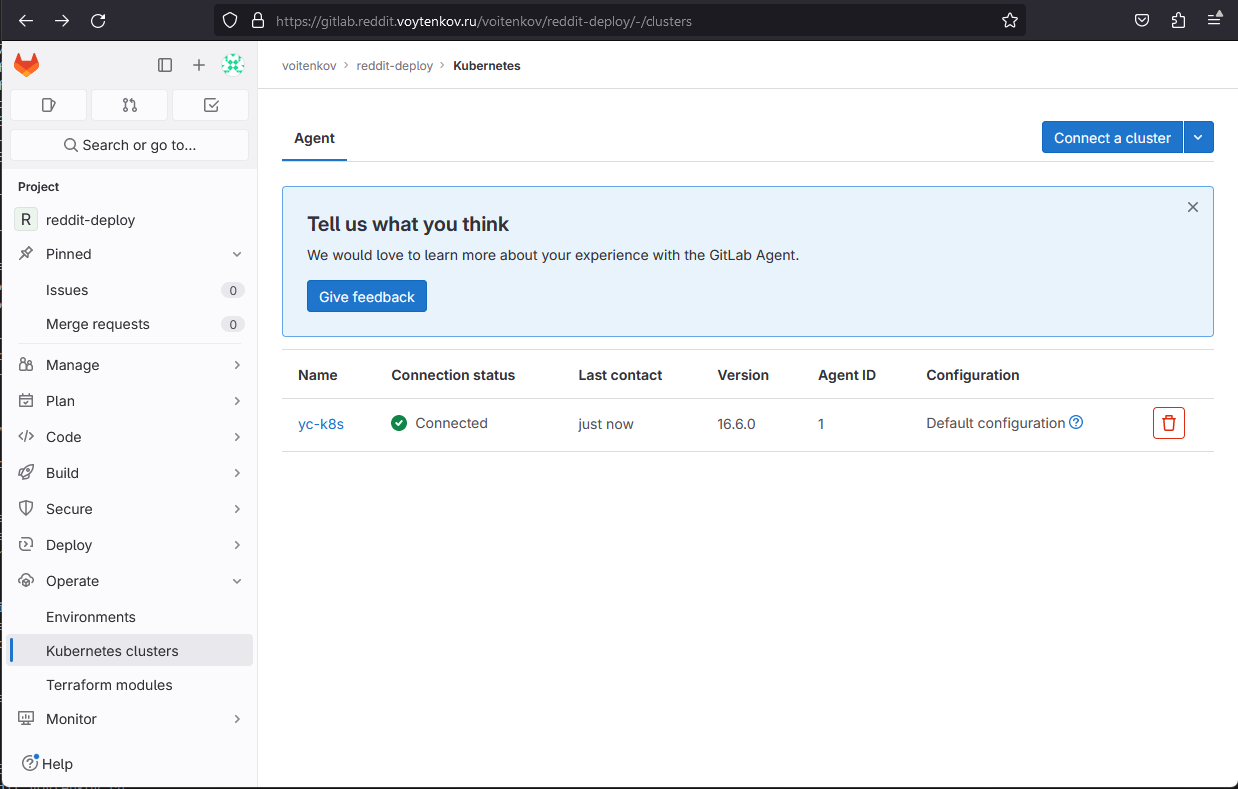 https://gitlab.reddit.voytenkov.ru/voitenkov/reddit-deploy/-/clusters
Search or go to...
Project
R reddit-deploy
Pinned
Issues 0
Merge requests 0
Manage
Plan
Code
Build
Secure
Deploy
Operate
Environments
Kubernetes clusters
Terraform modules
Monitor
Help
voitenkov › reddit-deploy › Kubernetes
Agent
Connect a cluster
Tell us what you think
We would love to learn more about your experience with the GitLab Agent.
Give feedback
Name Connection status Last contact Version Agent ID Configuration
yc-k8s Connected just now 16.6.0 1 Default configuration